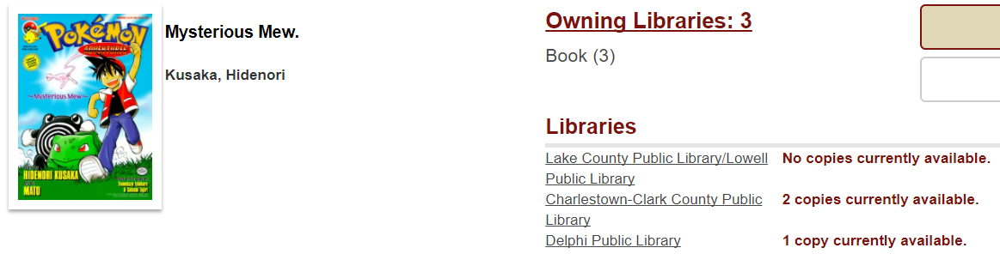 Pokémon
ADVENTURES
~Mysterious Mew~
HIDENORI KUSAKA
MATO
Mysterious Mew.
Kusaka, Hidenori
Owning Libraries: 3
Book (3)
Libraries
Lake County Public Library/Lowell Public Library
No copies currently available.
Charlestown-Clark County Public Library
2 copies currently available.
Delphi Public Library
1 copy currently available.